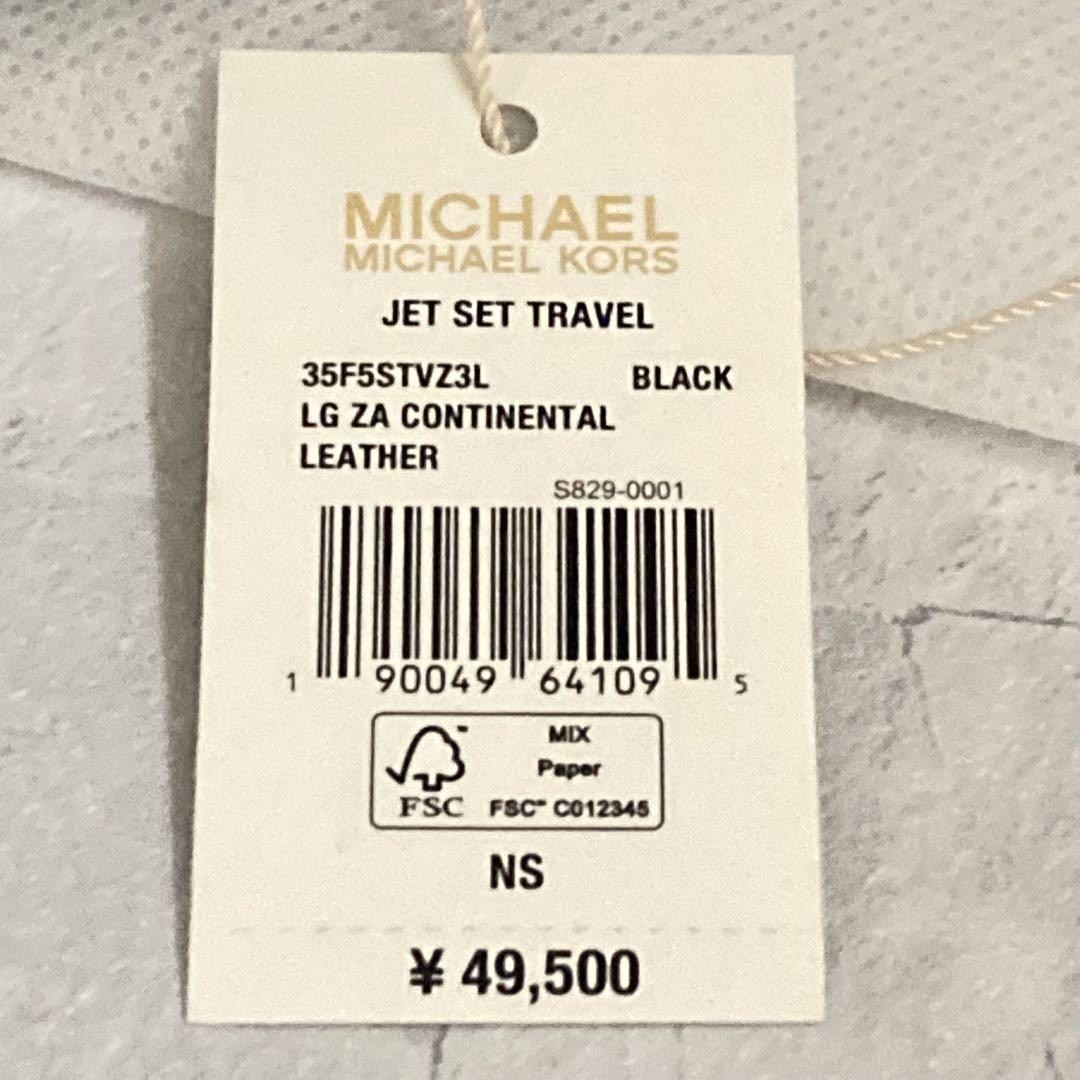 MICHAEL
MICHAEL KORS
JET SET TRAVEL
35F5STVZ3L BLACK
LG ZA CONTINENTAL
LEATHER
S829-0001
1 90049 64109 5
MIX
Paper
FSC FSC™ C012345
NS
¥ 49,500